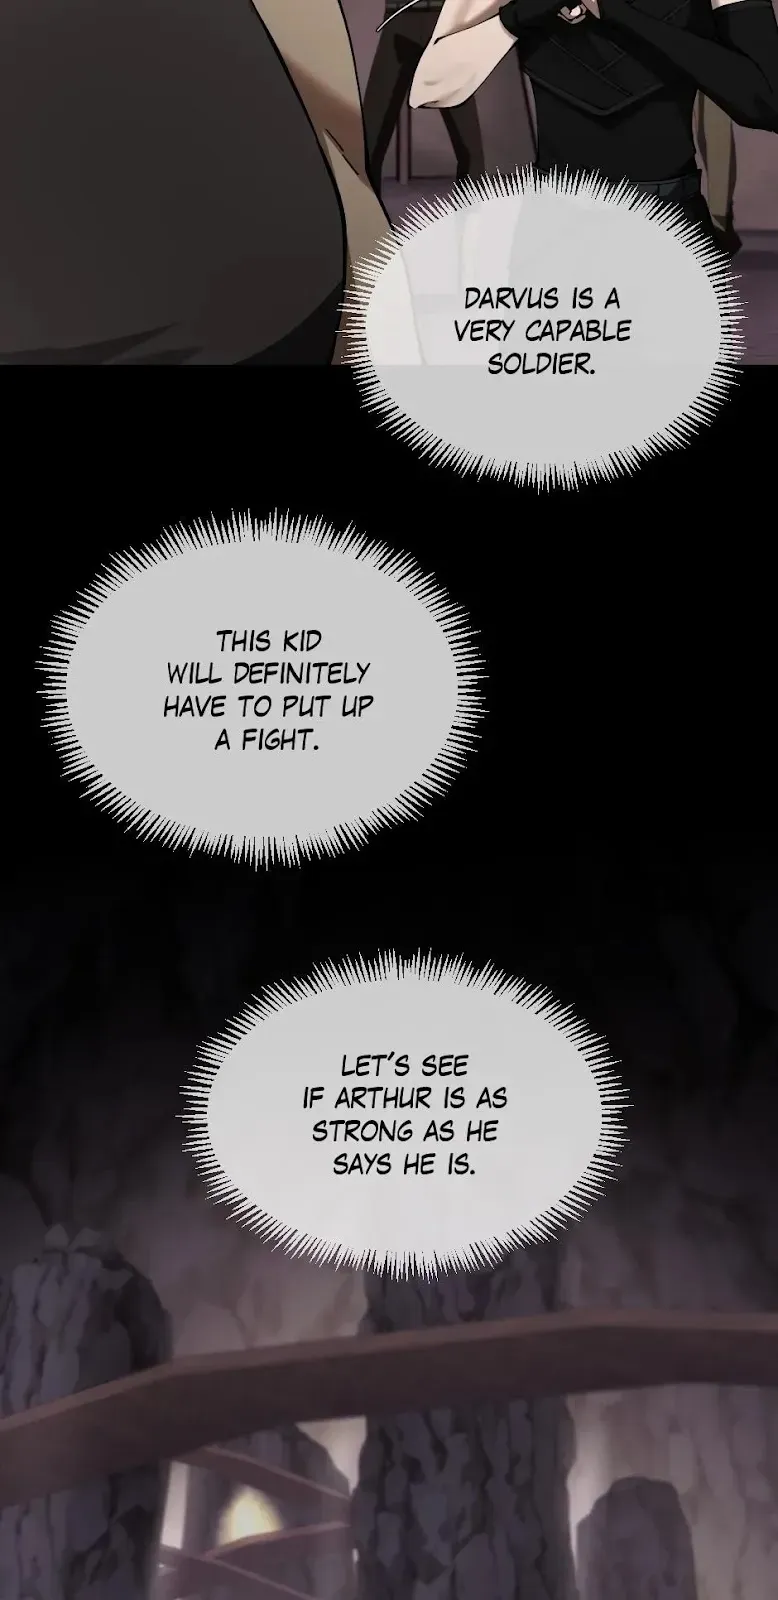 DARVUS IS A
VERY CAPABLE
SOLDIER.
THIS KID
WILL DEFINITELY
HAVE TO PUT UP
A FIGHT.
LET'S SEE
IF ARTHUR IS AS
STRONG AS HE
SAYS HE IS.